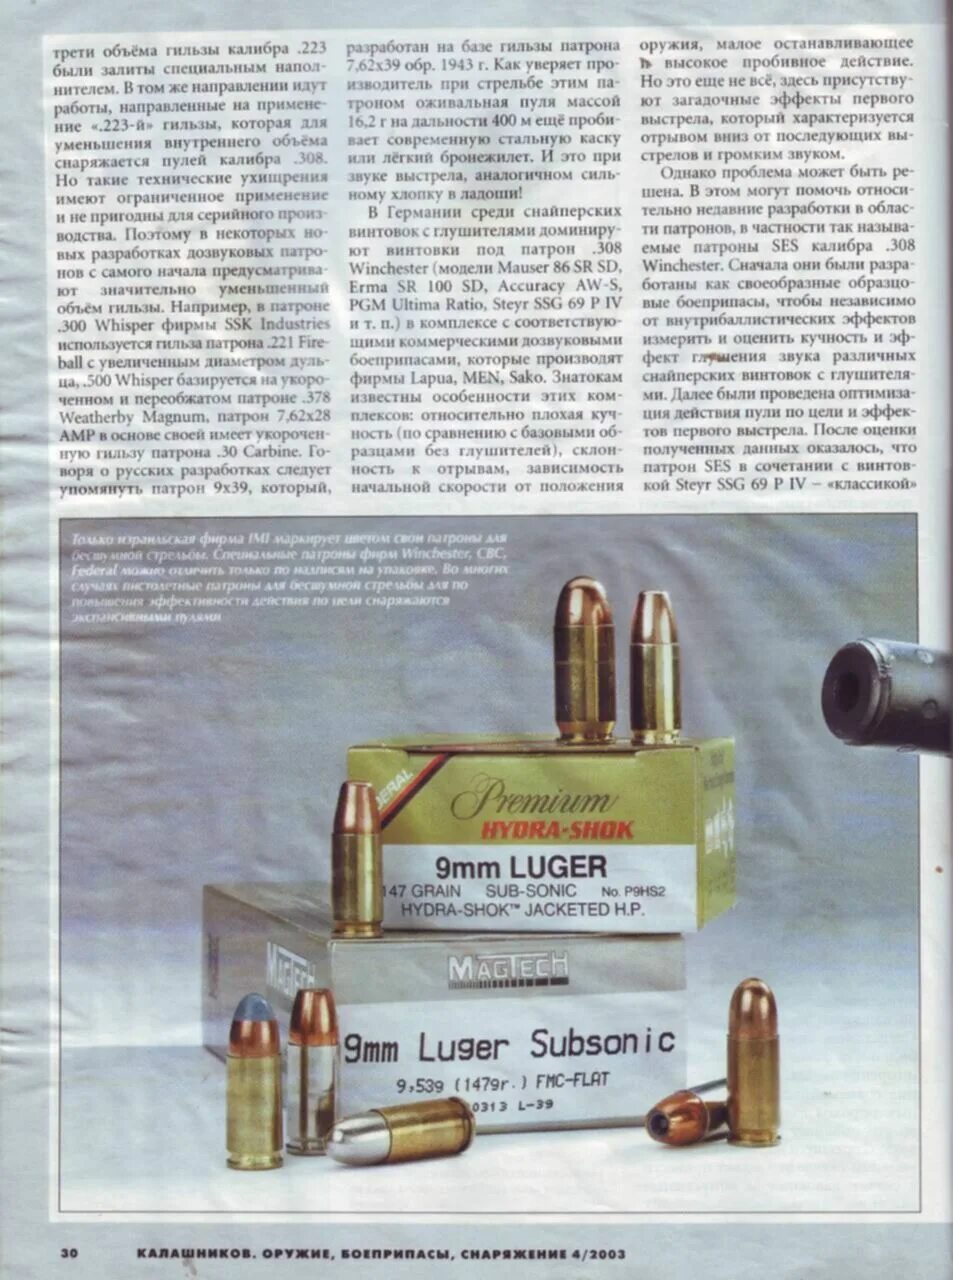 трети объёма гильзы калибра .223
были залиты специальным напол-
нителем. В том же направлении идут
работы, направленные на примене-
ние «.223-й» гильзы, которая для
уменьшения внутреннего объёма
снаряжается пулей калибра .308.
Но такие технические ухищрения
имеют ограниченное применение
и не пригодны для серийного произ-
водства. Поэтому в некоторых но-
вых разработках дозвуковых патро-
нов с самого начала предусматрива-
ют значительно уменьшенный
объём гильзы. Например, в патроне
.300 Whisper фирмы SSK Industries
используется гильза патрона .221 Fire-
ball с увеличенным диаметром дуль-
ца, .500 Whisper базируется на укоро-
ченном и переобжатом патроне .378
Weatherby Magnum, патрон 7,62x28
AMP в основе своей имеет укорочен-
ную гильзу патрона .30 Carbine. Го-
воря о русских разработках следует
упомянуть патрон 9x39, который,
разработан на базе гильзы патрона
7,62x39 обр. 1943 г. Как уверяет про-
изводитель при стрельбе этим па-
троном оживальная пуля массой
16,2 г на дальности 400 м ещё проби-
вает современную стальную каску
или лёгкий бронежилет. И это при
звуке выстрела, аналогичном силь-
ному хлопку в ладоши!
В Германии среди снайперских
винтовок с глушителями доминиру-
ют винтовки под патрон .308
Winchester (модели Mauser 86 SR SD,
Erma SR 100 SD, Accuracy AW-S,
PGM Ultima Ratio, Steyr SSG 69 P IV
и т. п.) в комплексе с соответствую-
щими коммерческими дозвуковыми
боеприпасами, которые производят
фирмы Lapua, MEN, Sako. Знатокам
известны особенности этих ком-
плексов: относительно плохая куч-
ность (по сравнению с базовыми об-
разцами без глушителей), склон-
ность к отрывам, зависимость
начальной скорости от положения
оружия, малое останавливающее
и высокое пробивное действие.
Но это еще не всё, здесь присутству-
ют загадочные эффекты первого
выстрела, который характеризуется
отрывом вниз от последующих вы-
стрелов и громким звуком.
Однако проблема может быть ре-
шена. В этом могут помочь относи-
тельно недавние разработки в облас-
ти патронов, в частности так называ-
емые патроны SES калибра .308
Winchester. Сначала они были разра-
ботаны как своеобразные образцо-
вые боеприпасы, чтобы независимо
от внутрибаллистических эффектов
измерить и оценить кучность и эф-
фект глушения звука различных
снайперских винтовок с глушителя-
ми. Далее были проведена оптимиза-
ция действия пули по цели и эффек-
тов первого выстрела. После оценки
полученных данных оказалось, что
патрон SES в сочетании с винтов-
кой Steyr SSG 69 P IV – «классикой»
Только израильская фирма IMI маркирует цветом свои патроны для
бесшумной стрельбы. Специальные патроны фирм Winchester, CBC,
Federal можно отличить только по надписям на упаковке. Во многих
случаях пистолетные патроны для бесшумной стрельбы для по
повышения эффективности действия по цели снаряжаются
экспансивными пулями
DERAL
Premium
HYDRA-SHOK
9mm LUGER
147 GRAIN SUB-SONIC No. P9HS2
HYDRA-SHOK™ JACKETED H.P.
MAGTECH
MAGTECH
9mm Luger Subsonic
9,53g (147gr.) FMC-FLAT
0313 L-39
30 КАЛАШНИКОВ. ОРУЖИЕ, БОЕПРИПАСЫ, СНАРЯЖЕНИЕ 4/2003